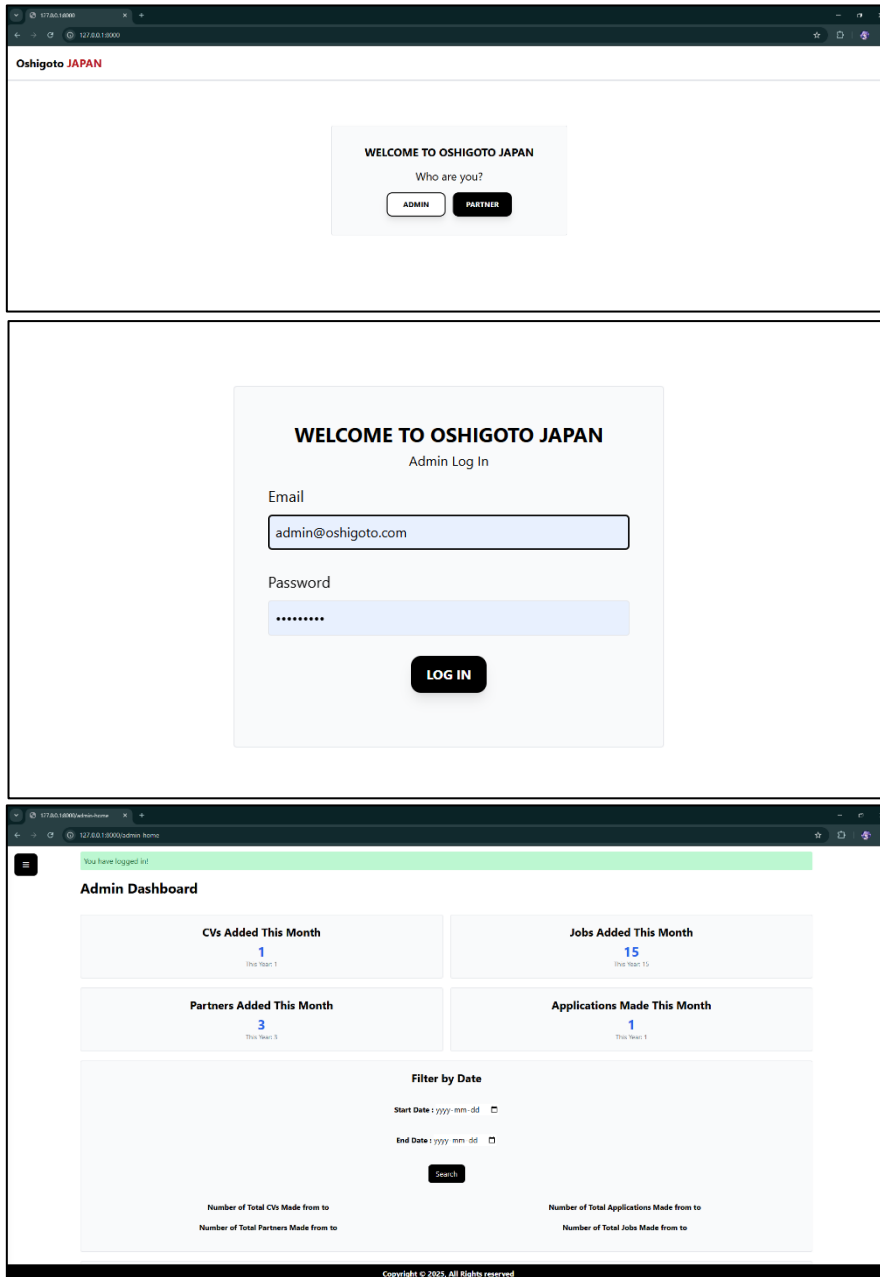 127.0.0.1:8000
127.0.0.1:8000
Oshigoto JAPAN
WELCOME TO OSHIGOTO JAPAN
Who are you?
ADMIN PARTNER
WELCOME TO OSHIGOTO JAPAN
Admin Log In
Email
admin@oshigoto.com
Password
•••••••••
LOG IN
127.0.0.1:8000/admin-home
127.0.0.1:8000/admin-home
You have logged in!
Admin Dashboard
CVs Added This Month Jobs Added This Month
1 15
This Year: 1 This Year: 15
Partners Added This Month Applications Made This Month
3 1
This Year: 3 This Year: 1
Filter by Date
Start Date : yyyy-mm-dd
End Date : yyyy-mm-dd
Search
Number of Total CVs Made from to Number of Total Applications Made from to
Number of Total Partners Made from to Number of Total Jobs Made from to
Copyright © 2025, All Rights reserved